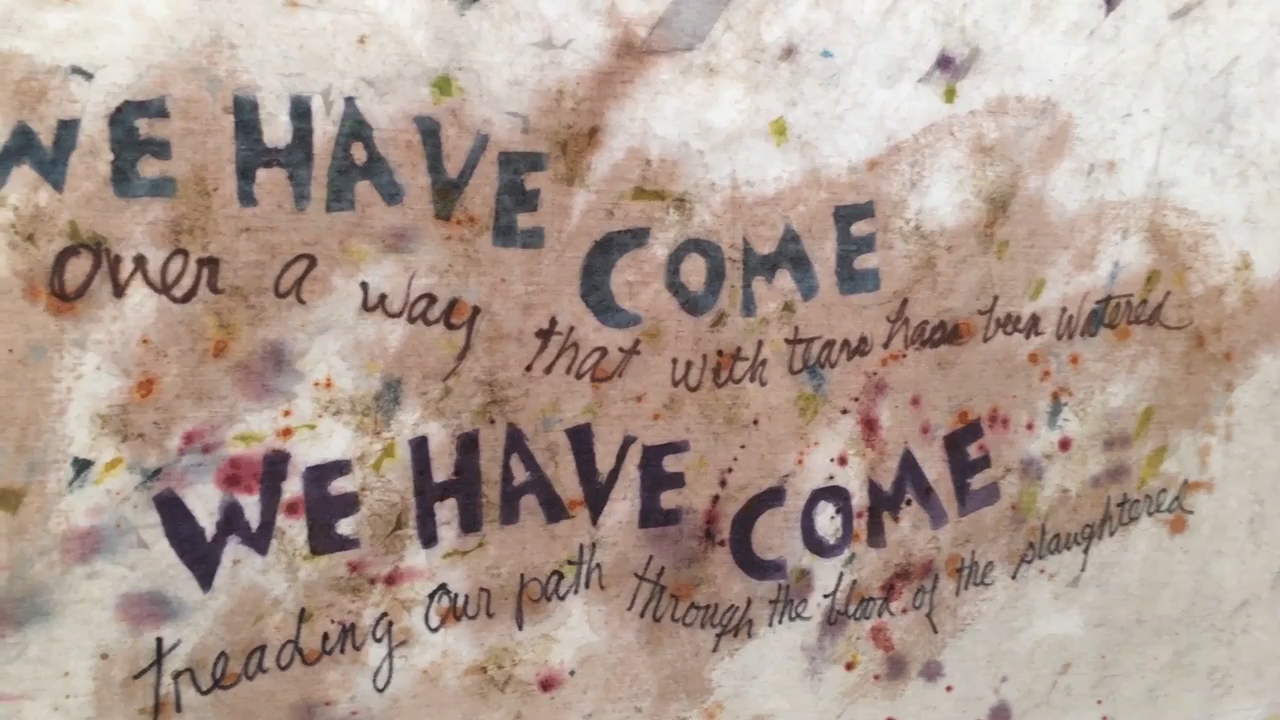 WE HAVE COME
over a way that with tears have been watered
WE HAVE COME
treading our path through the blood of the slaughtered